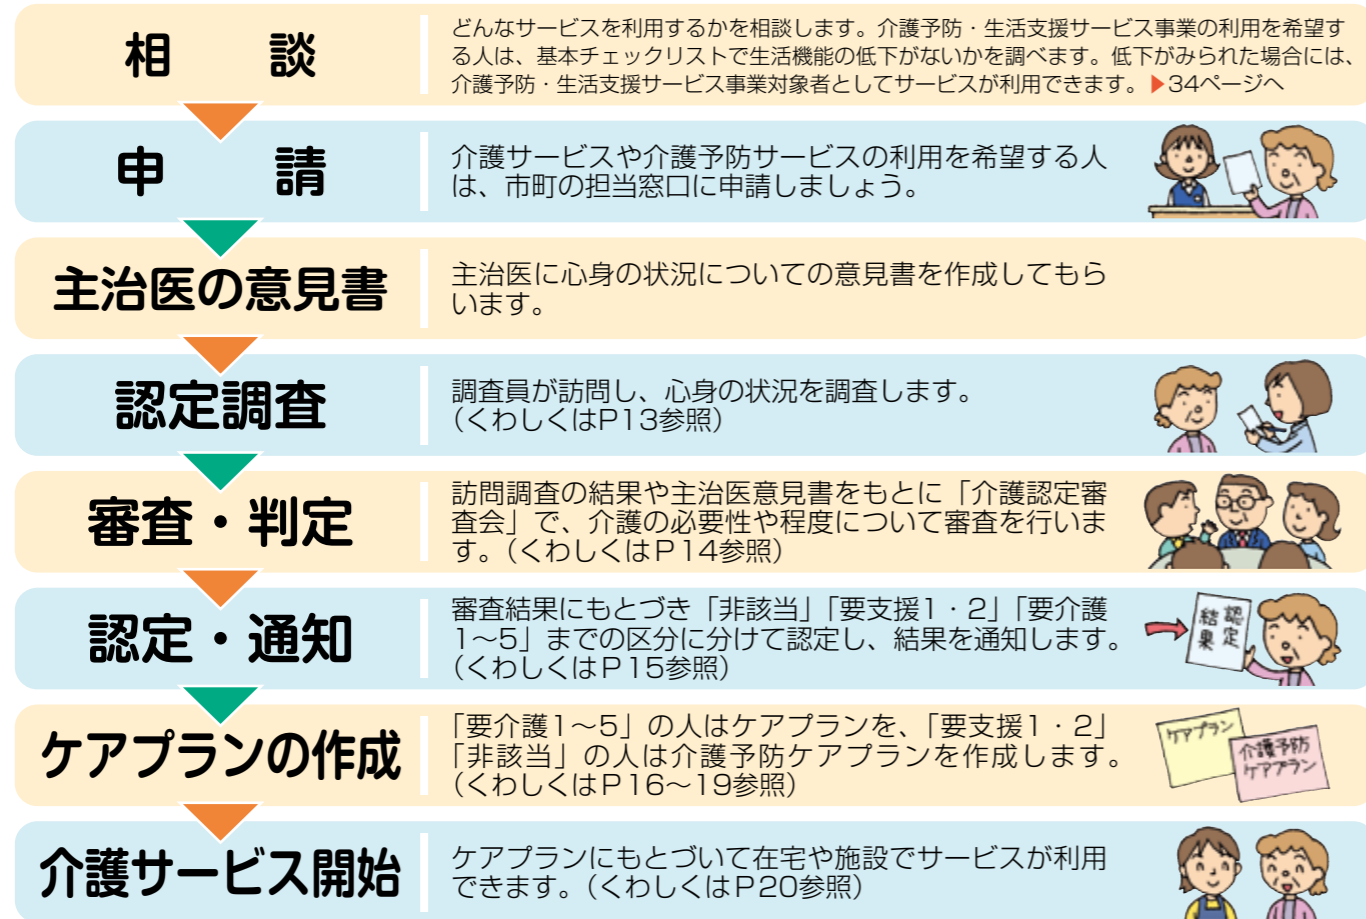 相　談
どんなサービスを利用するかを相談します。介護予防・生活支援サービス事業の利用を希望す
る人は、基本チェックリストで生活機能の低下がないかを調べます。低下がみられた場合には、
介護予防・生活支援サービス事業対象者としてサービスが利用できます。▶34ページへ
申　請
介護サービスや介護予防サービスの利用を希望する人
は、市町の担当窓口に申請しましょう。
主治医の意見書
主治医に心身の状況についての意見書を作成してもら
います。
認定調査
調査員が訪問し、心身の状況を調査します。
（くわしくはP13参照）
審査・判定
訪問調査の結果や主治医意見書をもとに「介護認定審
査会」で、介護の必要性や程度について審査を行いま
す。（くわしくはP14参照）
認定・通知
審査結果にもとづき「非該当」「要支援1・2」「要介護
1～5」までの区分に分けて認定し、結果を通知します。
（くわしくはP15参照）
認定
結果
ケアプランの作成
「要介護1～5」の人はケアプランを、「要支援1・2」
「非該当」の人は介護予防ケアプランを作成します。
（くわしくはP16～19参照）
ケアプラン
介護予防
ケアプラン
介護サービス開始
ケアプランにもとづいて在宅や施設でサービスが利用
できます。（くわしくはP20参照）